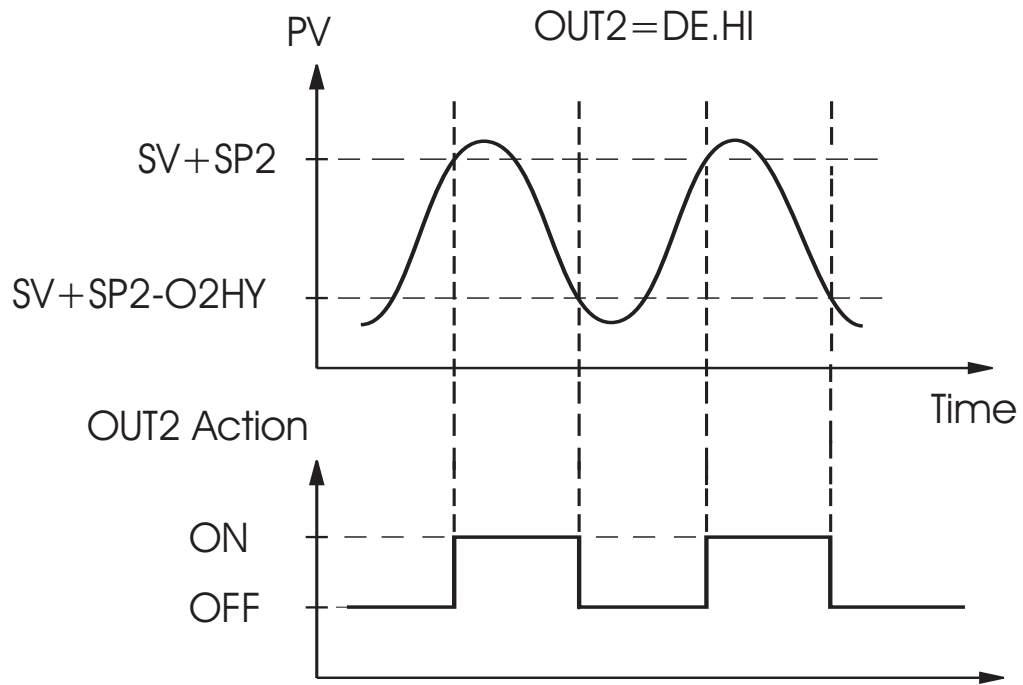 OUT2=DE.HI
PV
SV+SP2
SV+SP2-O2HY
Time
OUT2 Action
ON
OFF